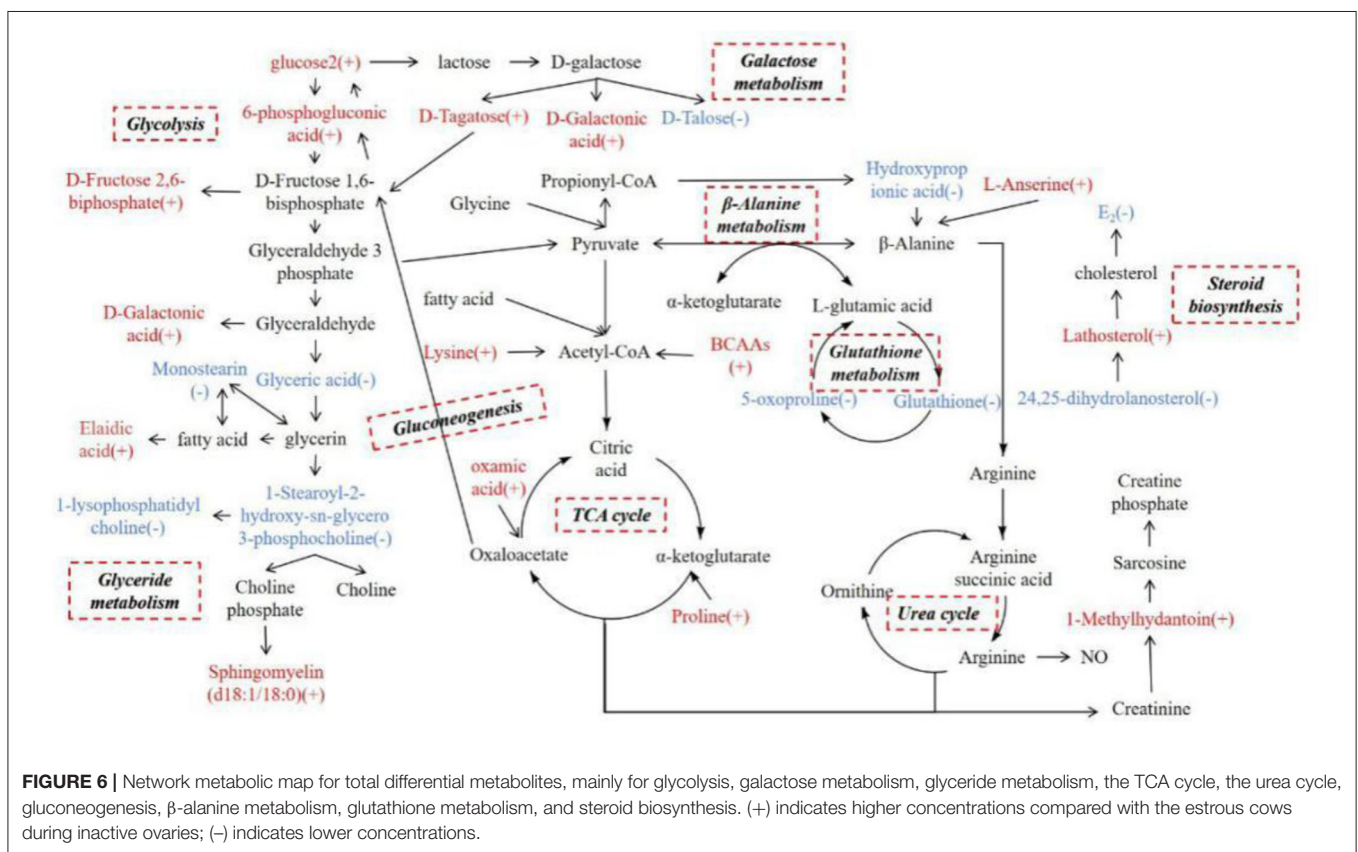 glucose2(+)
lactose
D-galactose
Galactose
metabolism
Glycolysis
6-phosphogluconic
acid(+)
D-Tagatose(+)
D-Galactonic
acid(+)
D-Talose(-)
D-Fructose 2,6-
biphosphate(+)
D-Fructose 1,6-
bisphosphate
Propionyl-CoA
Hydroxyprop
ionic acid(-)
L-Anserine(+)
Glycine
β-Alanine
metabolism
E₂(-)
Glyceraldehyde 3
phosphate
Pyruvate
β-Alanine
cholesterol
Steroid
biosynthesis
fatty acid
α-ketoglutarate
L-glutamic acid
D-Galactonic
acid(+)
Glyceraldehyde
Lysine(+)
Acetyl-CoA
BCAAs
(+)
Glutathione
metabolism
Lathosterol(+)
Monostearin
(-)
Glyceric acid(-)
5-oxoproline(-)
Glutathione(-)
24,25-dihydrolanosterol(-)
Gluconeogenesis
Elaidic
acid(+)
fatty acid
glycerin
Citric
acid
oxamic
acid(+)
Arginine
Creatine
phosphate
1-lysophosphatidyl
choline(-)
1-Stearoyl-2-
hydroxy-sn-glycero
3-phosphocholine(-)
TCA cycle
Oxaloacetate
α-ketoglutarate
Arginine
succinic acid
Sarcosine
Glyceride
metabolism
Choline
phosphate
Choline
Ornithine
Proline(+)
Urea cycle
1-Methylhydantoin(+)
Arginine
NO
Sphingomyelin
(d18:1/18:0)(+)
Creatinine
FIGURE 6 | Network metabolic map for total differential metabolites, mainly for glycolysis, galactose metabolism, glyceride metabolism, the TCA cycle, the urea cycle,
gluconeogenesis, β-alanine metabolism, glutathione metabolism, and steroid biosynthesis. (+) indicates higher concentrations compared with the estrous cows
during inactive ovaries; (–) indicates lower concentrations.